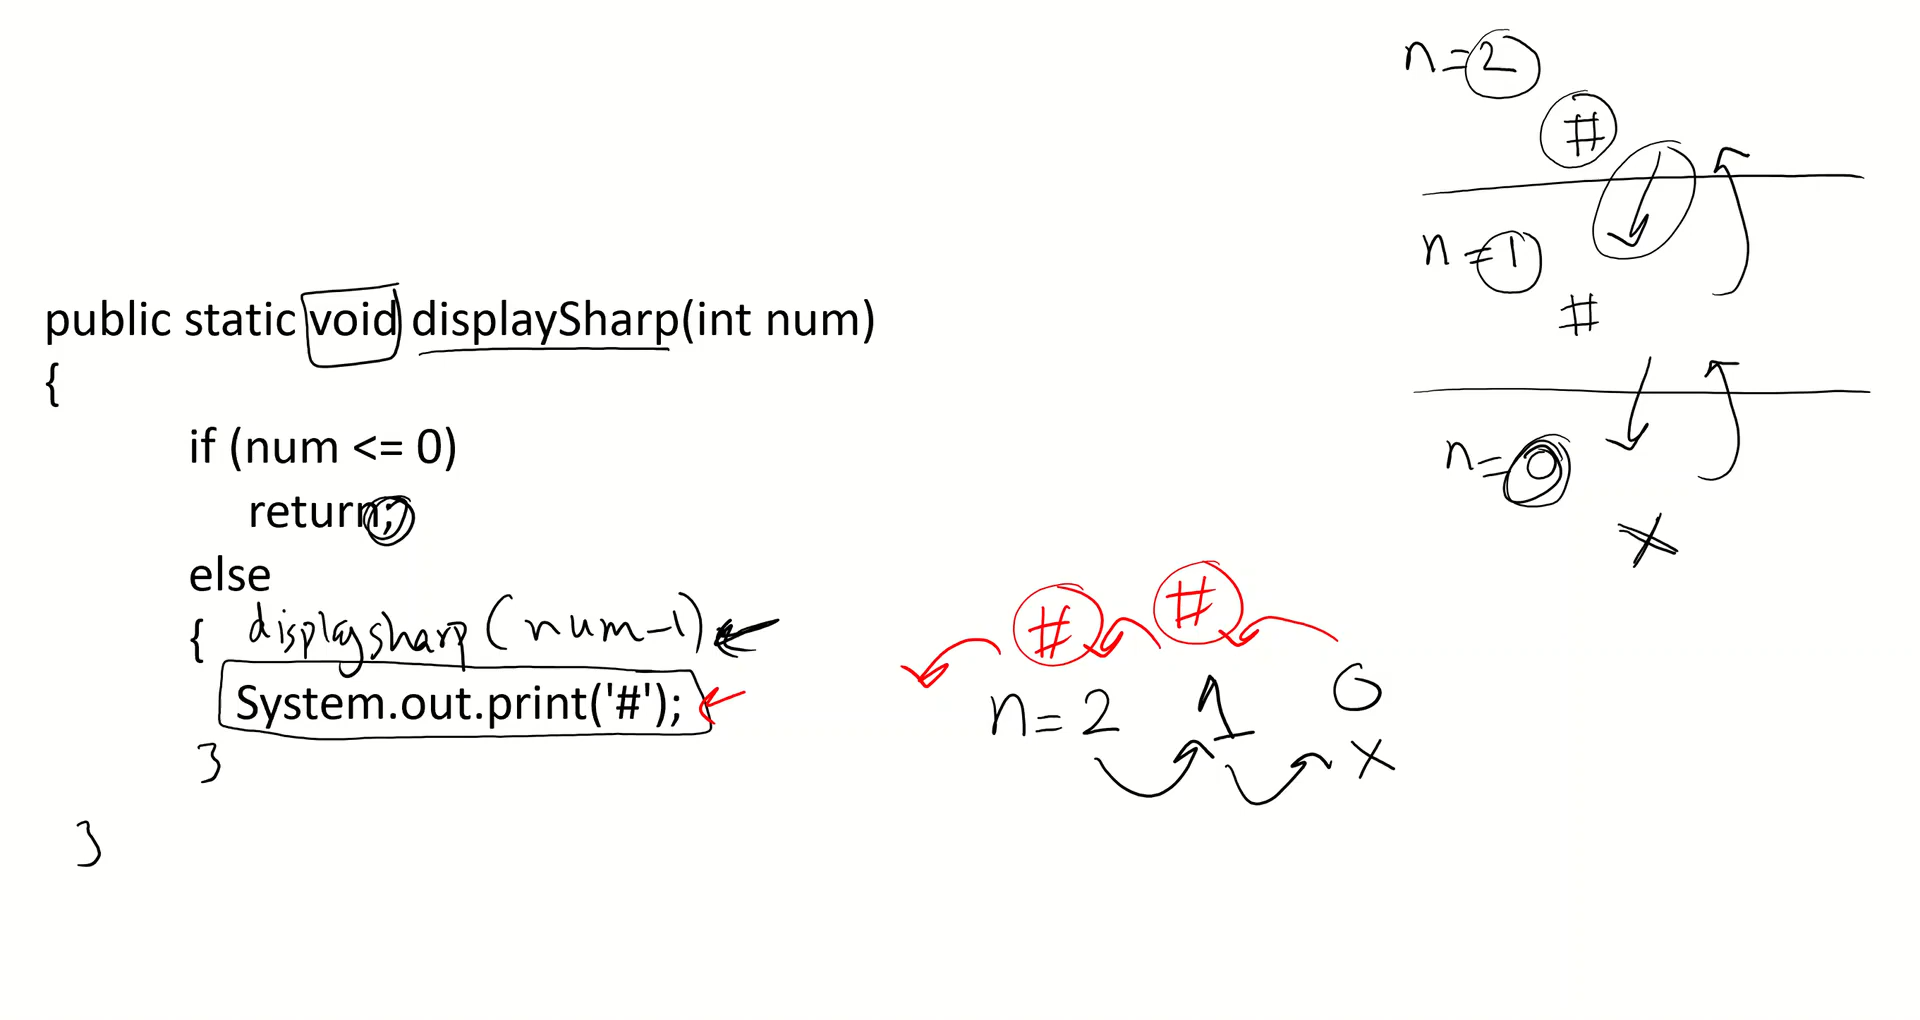 public static void displaySharp(int num)
{
if (num <= 0)
return;
else
{ displaysharp(num-1)
System.out.print('#');
}
}
n=2
#
n=1
#
n=0
X
# #
n=2 1 0
X